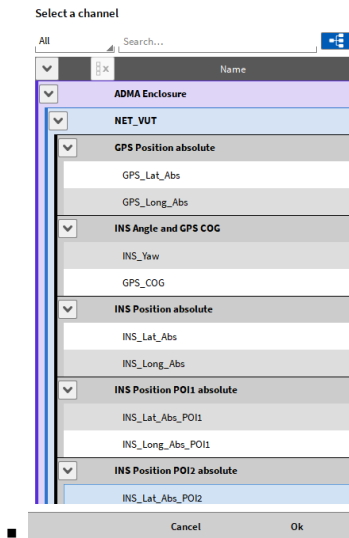 Select a channel
All
Search...
Name
ADMA Enclosure
NET_VUT
GPS Position absolute
GPS_Lat_Abs
GPS_Long_Abs
INS Angle and GPS COG
INS_Yaw
GPS_COG
INS Position absolute
INS_Lat_Abs
INS_Long_Abs
INS Position POI1 absolute
INS_Lat_Abs_POI1
INS_Long_Abs_POI1
INS Position POI2 absolute
INS_Lat_Abs_POI2
Cancel Ok